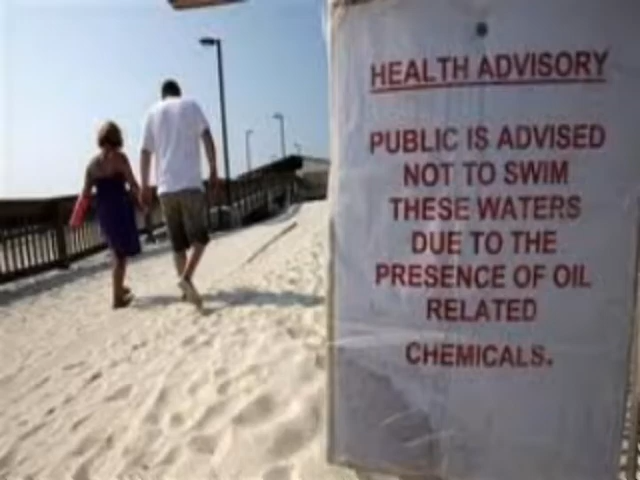 HEALTH ADVISORY
PUBLIC IS ADVISED
NOT TO SWIM
THESE WATERS
DUE TO THE
PRESENCE OF OIL
RELATED
CHEMICALS.